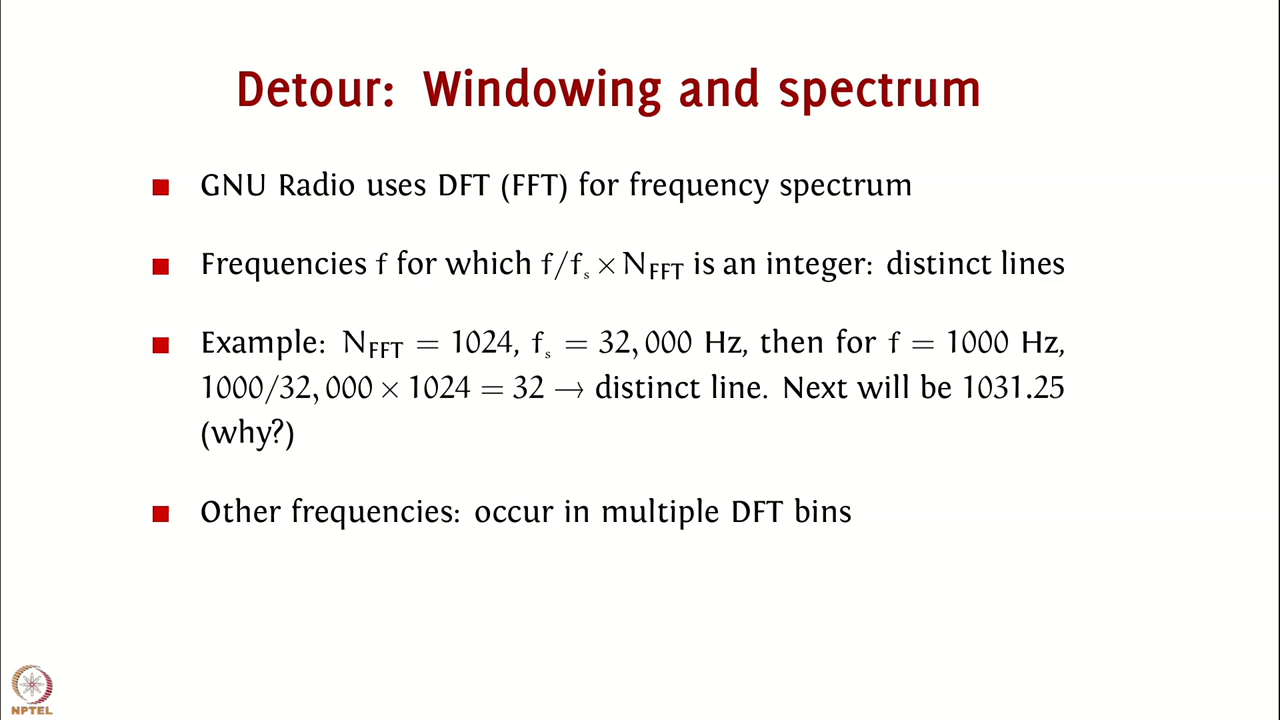 Detour: Windowing and spectrum
GNU Radio uses DFT (FFT) for frequency spectrum
Frequencies f for which f/fₛ × N_FFT is an integer: distinct lines
Example: N_FFT = 1024, fₛ = 32,000 Hz, then for f = 1000 Hz,
1000/32,000 × 1024 = 32 → distinct line. Next will be 1031.25
(why?)
Other frequencies: occur in multiple DFT bins
NPTEL